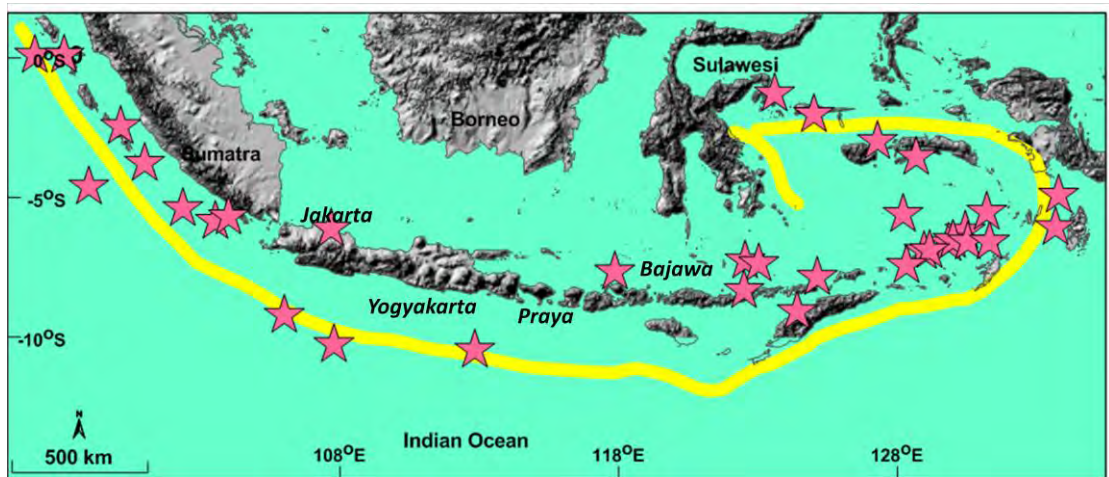 Sulawesi
0°S
Borneo
Sumatra
-5°S
Jakarta
Bajawa
Yogyakarta
Praya
-10°S
N
Indian Ocean
500 km
108°E
118°E
128°E